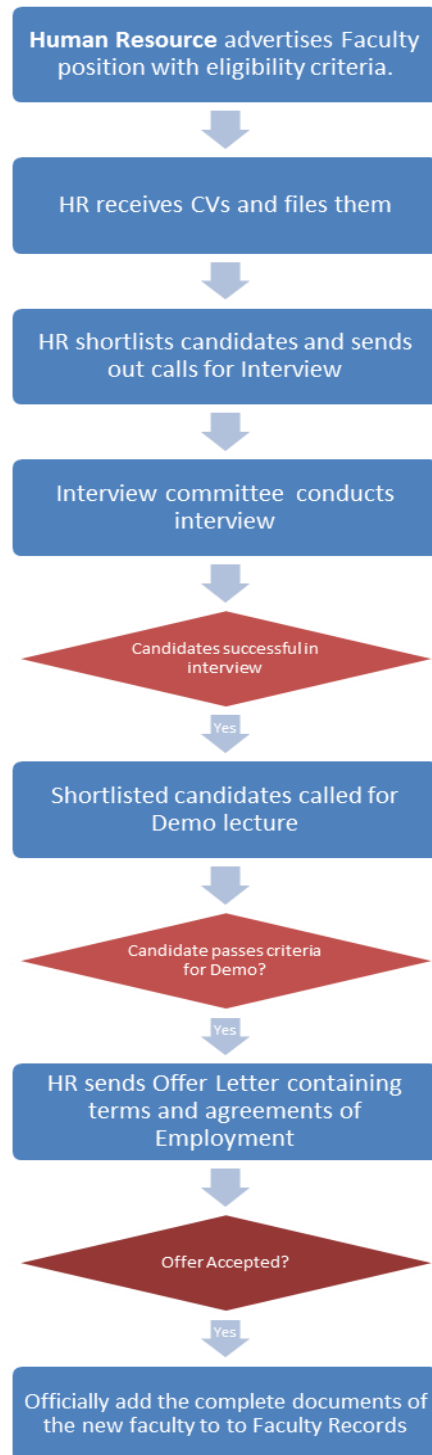 Human Resource advertises Faculty
position with eligibility criteria.
HR receives CVs and files them
HR shortlists candidates and sends
out calls for Interview
Interview committee conducts
interview
Candidates successful in
interview
Yes
Shortlisted candidates called for
Demo lecture
Candidate passes criteria
for Demo?
Yes
HR sends Offer Letter containing
terms and agreements of
Employment
Offer Accepted?
Yes
Officially add the complete documents of
the new faculty to to Faculty Records